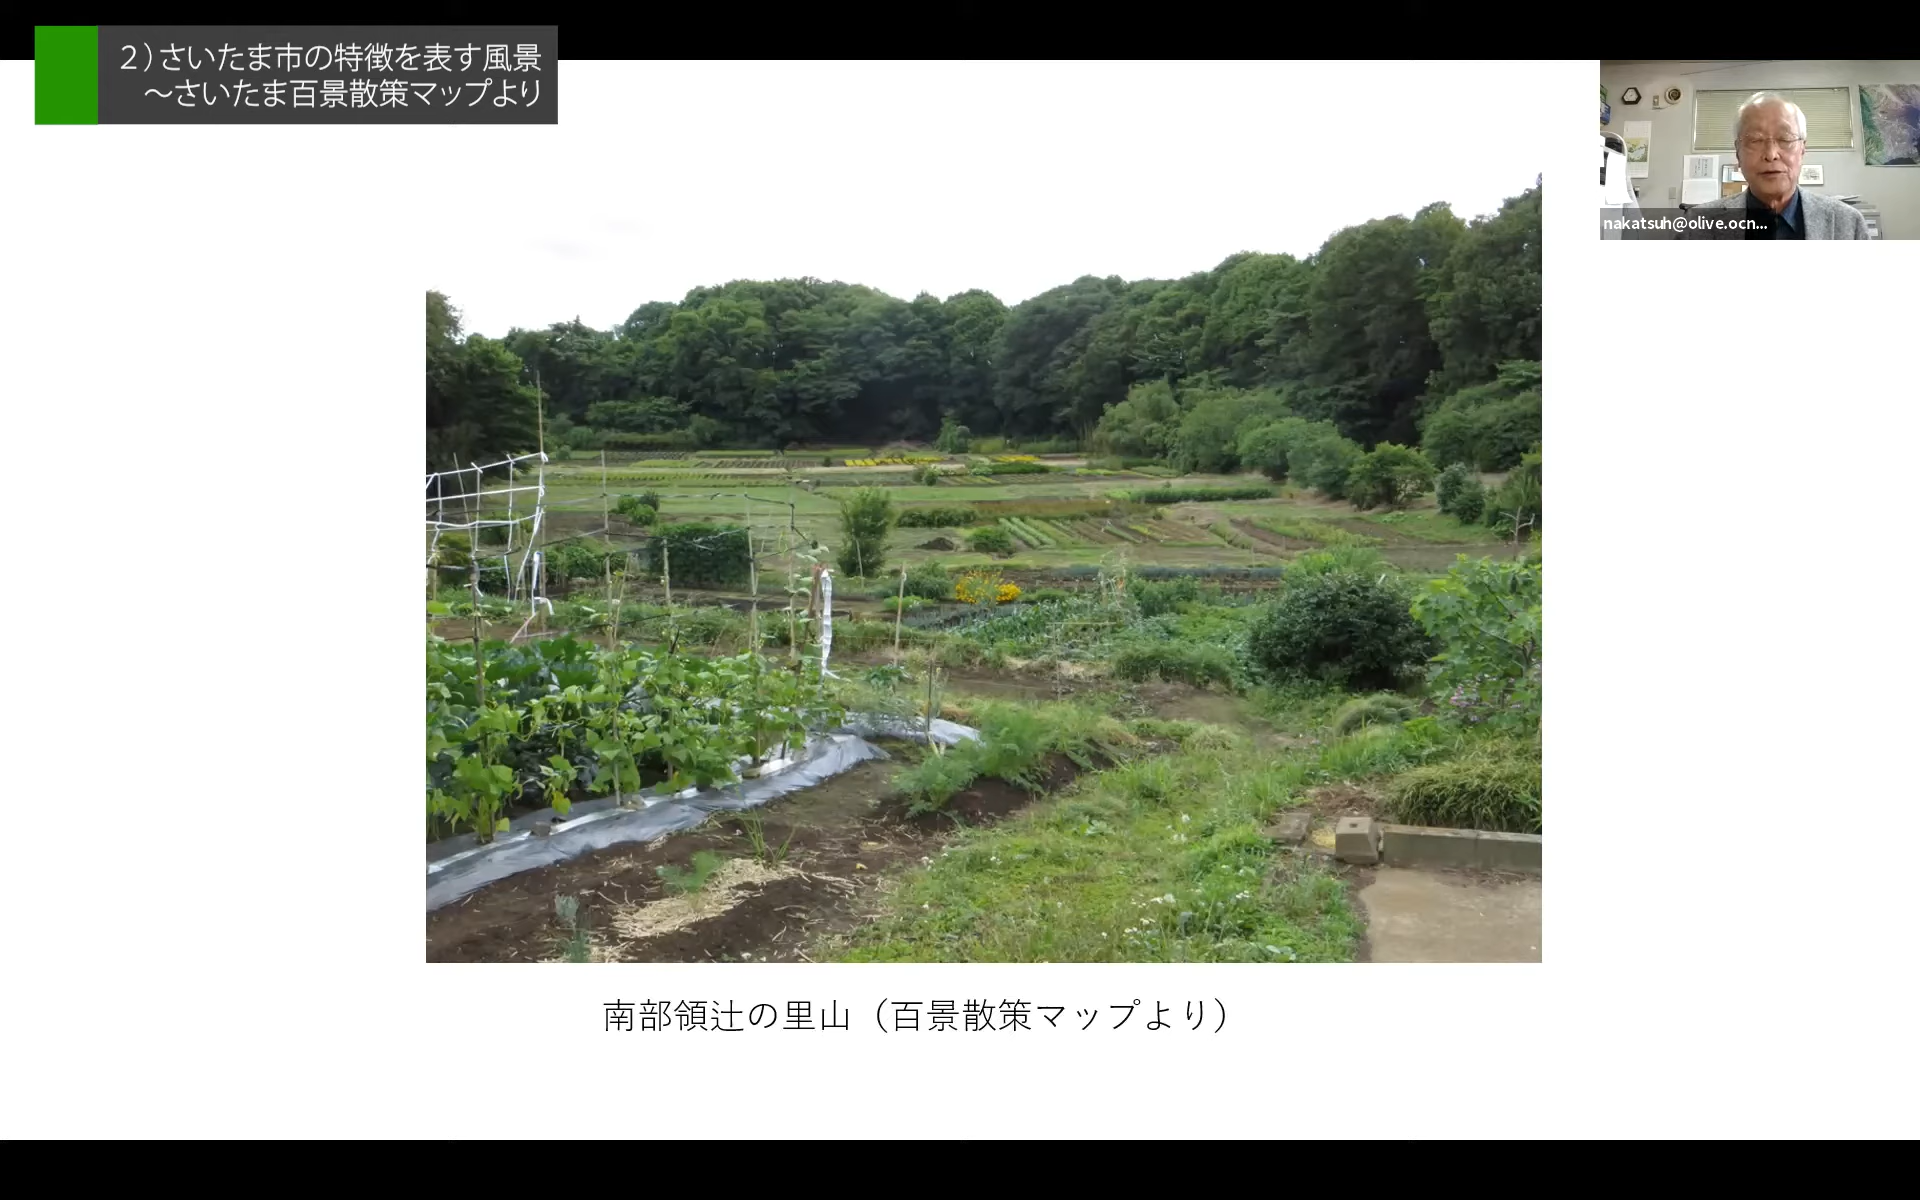 ２）さいたま市の特徴を表す風景
～さいたま百景散策マップより
nakatsuh@olive.ocn...
南部領辻の里山（百景散策マップより）